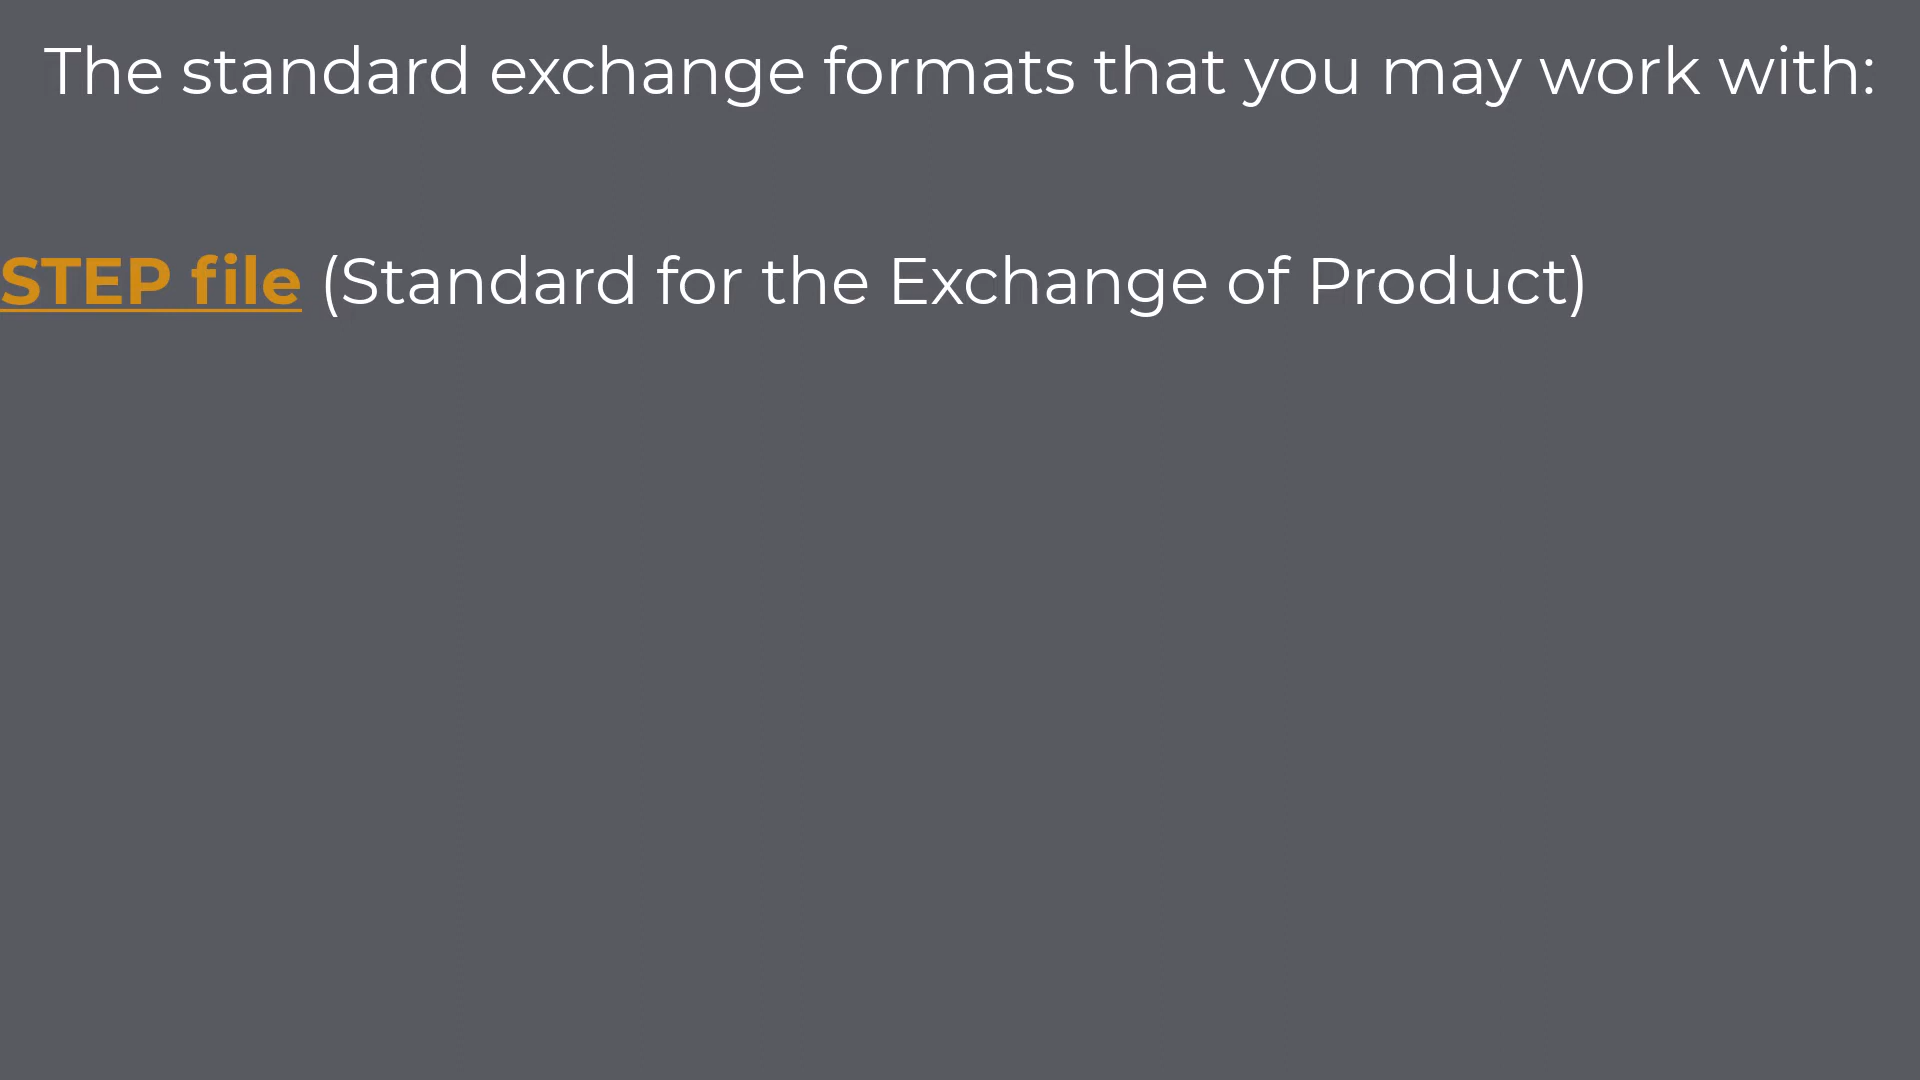 The standard exchange formats that you may work with:
STEP file (Standard for the Exchange of Product)